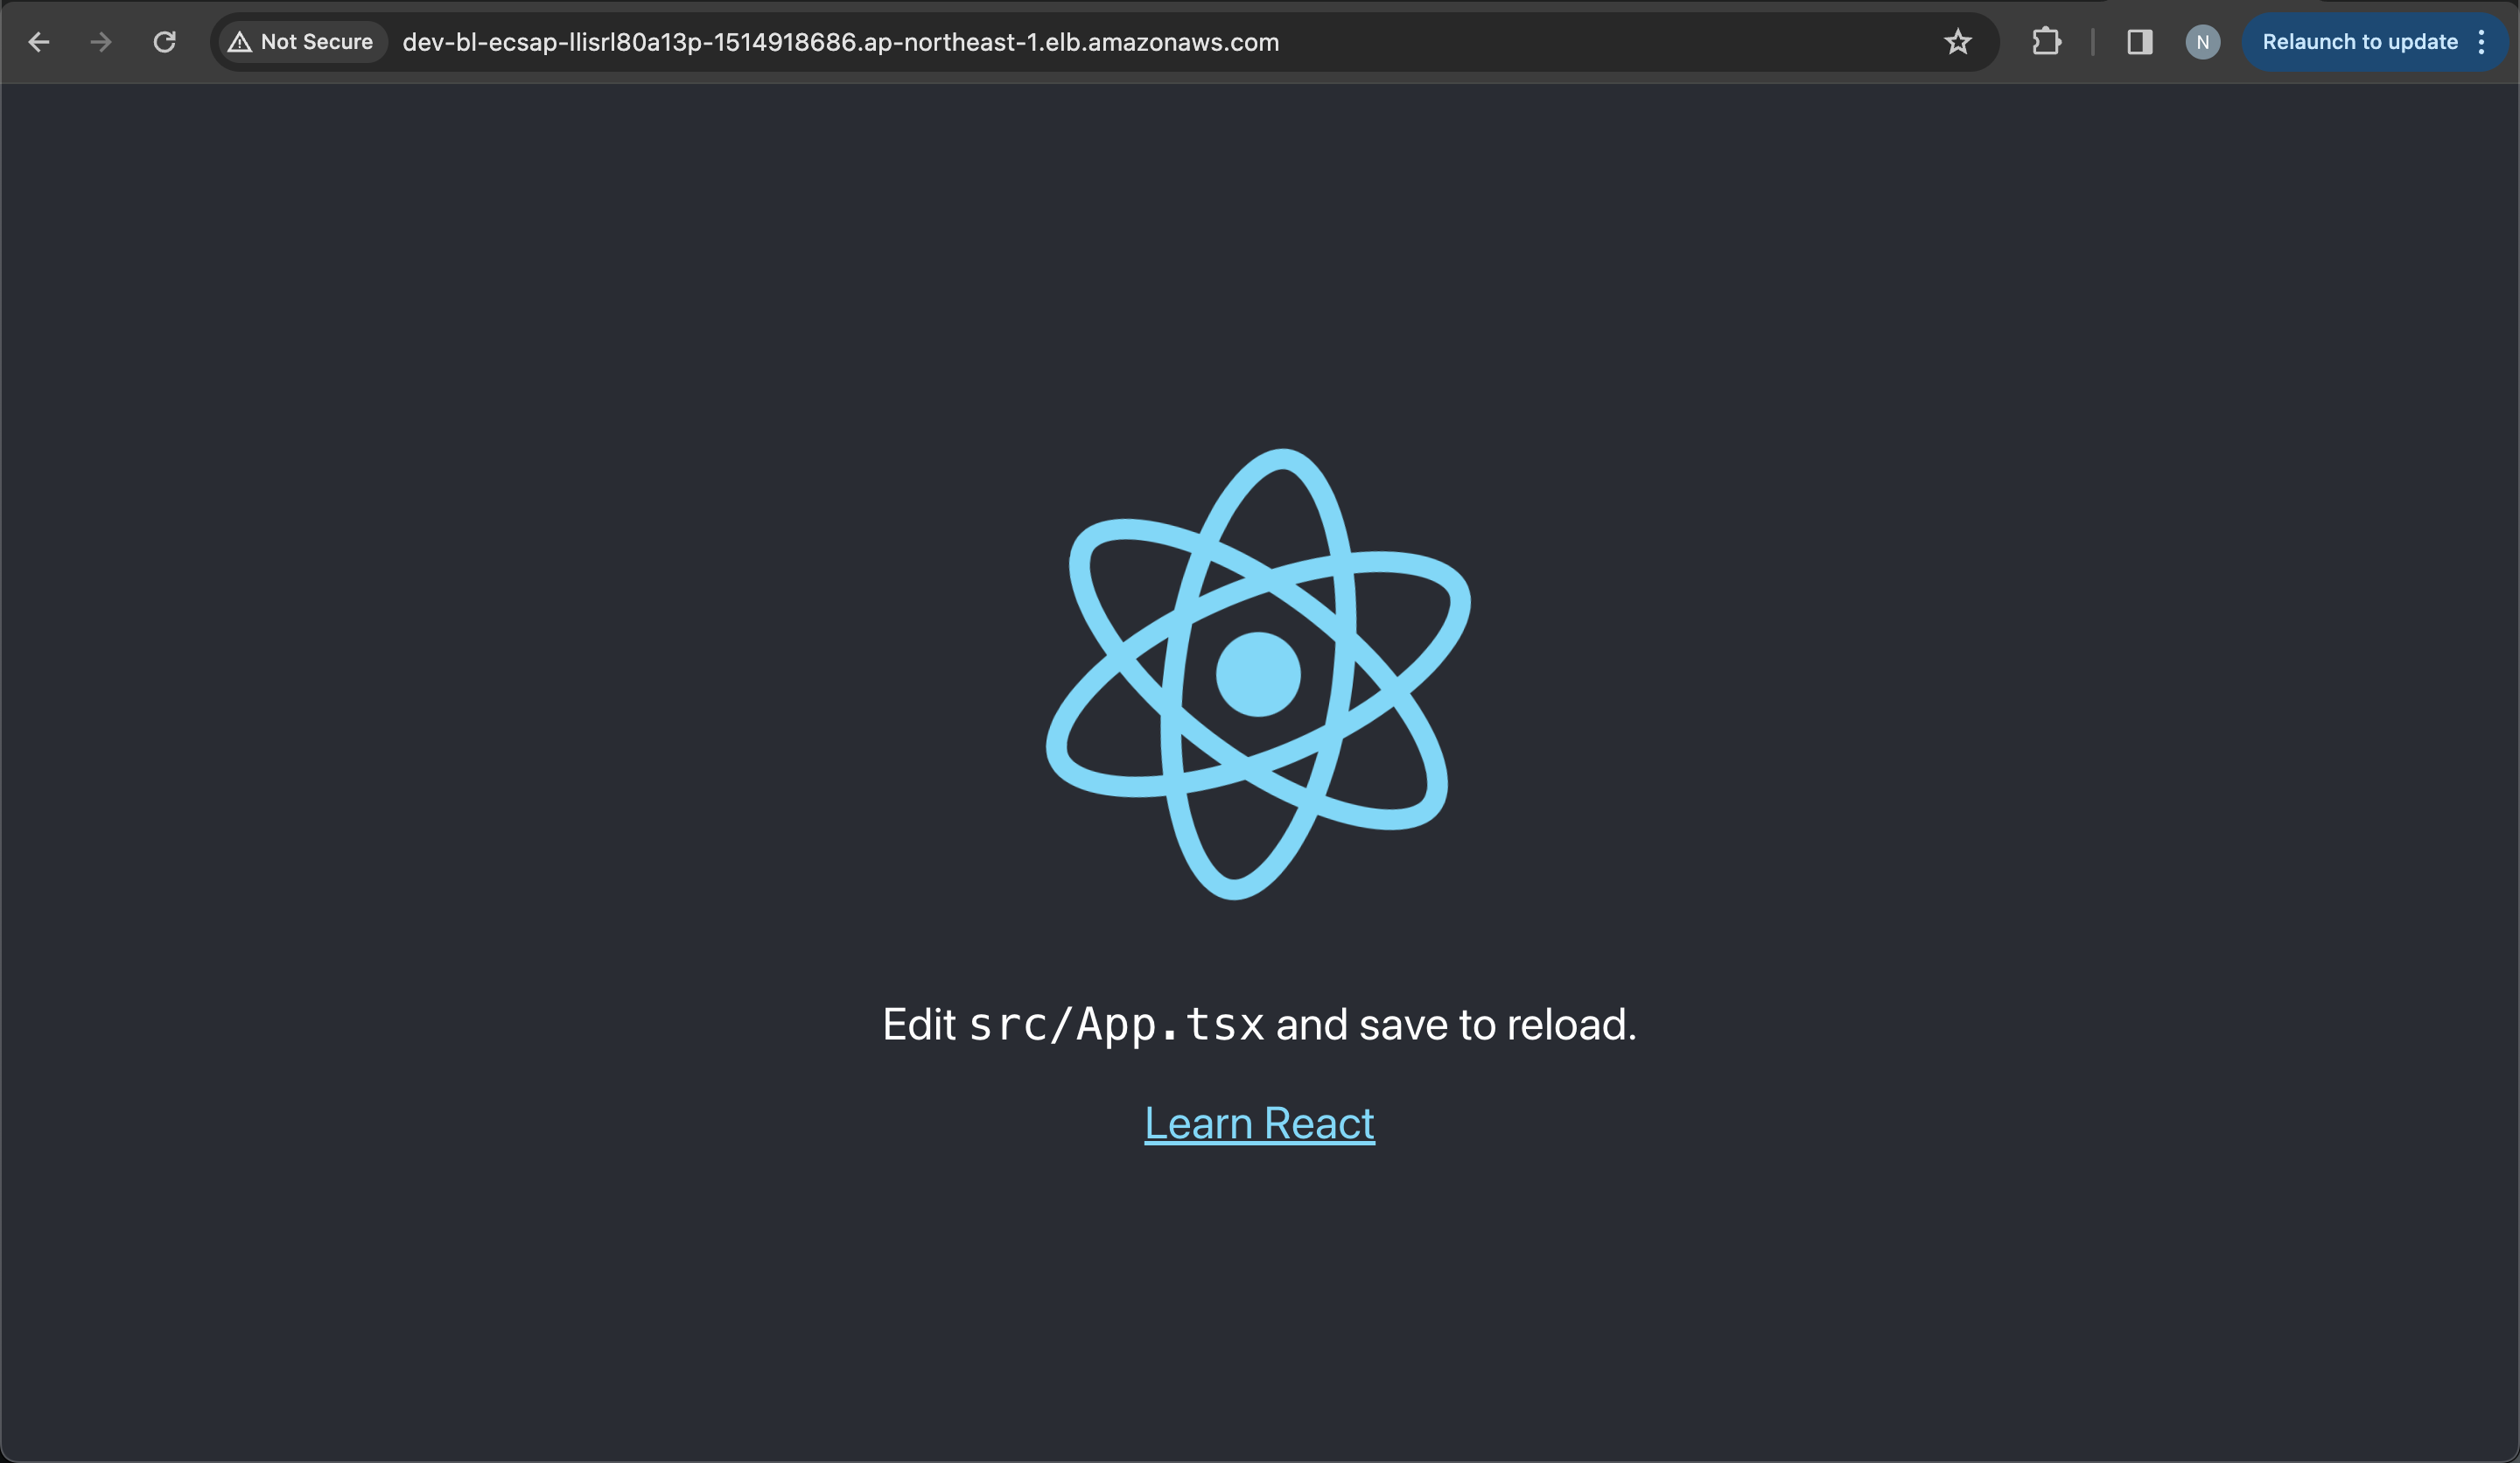 Not Secure dev-bl-ecsap-llisrl80a13p-1514918686.ap-northeast-1.elb.amazonaws.com N Relaunch to update
Edit src/App.tsx and save to reload.
Learn React